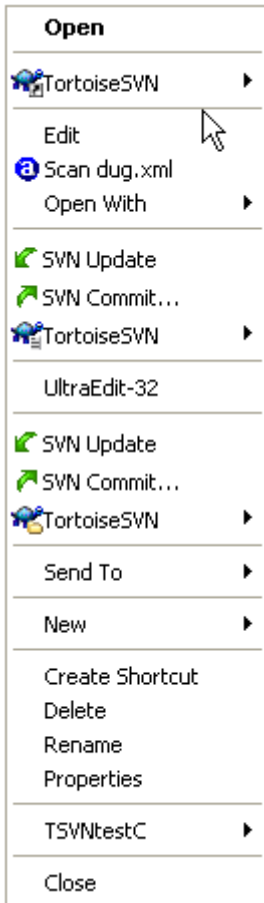 Open
TortoiseSVN
Edit
Scan dug.xml
Open With
SVN Update
SVN Commit...
TortoiseSVN
UltraEdit-32
SVN Update
SVN Commit...
TortoiseSVN
Send To
New
Create Shortcut
Delete
Rename
Properties
TSVNtestC
Close